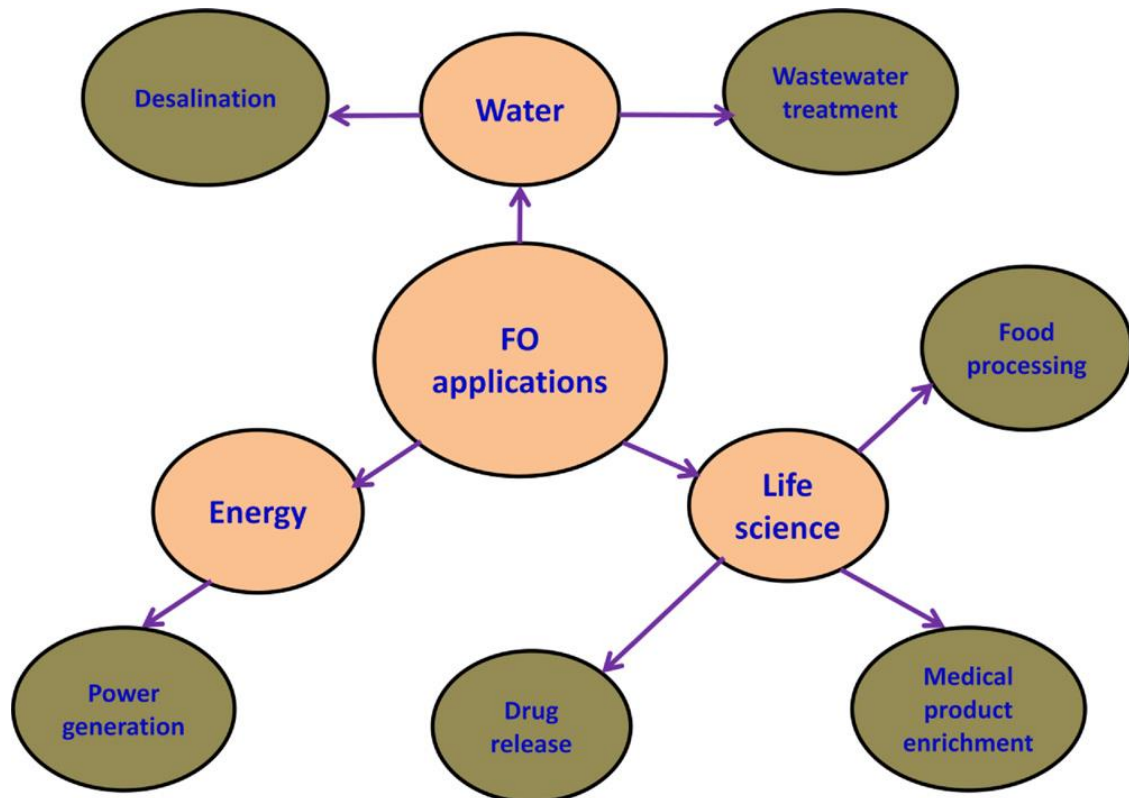 Desalination
Water
Wastewater
treatment
FO
applications
Food
processing
Energy
Life
science
Power
generation
Drug
release
Medical
product
enrichment